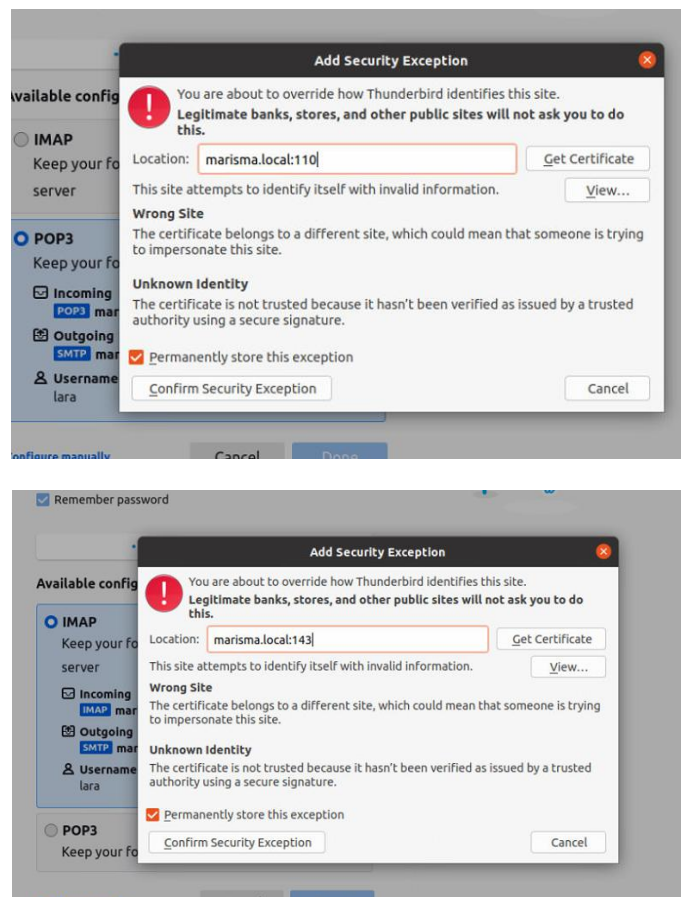 Add Security Exception
You are about to override how Thunderbird identifies this site.
Available config
Legitimate banks, stores, and other public sites will not ask you to do
this.
IMAP
Keep your fo
Location: marisma.local:110 Get Certificate
server
This site attempts to identify itself with invalid information. View...
Wrong Site
POP3
The certificate belongs to a different site, which could mean that someone is trying
to impersonate this site.
Keep your fo
Unknown Identity
Incoming
The certificate is not trusted because it hasn't been verified as issued by a trusted
POP3 mar
authority using a secure signature.
Outgoing
SMTP mar
Permanently store this exception
Username
Confirm Security Exception Cancel
lara
Configure manually Cancel Done
Remember password
Add Security Exception
Available config
You are about to override how Thunderbird identifies this site.
Legitimate banks, stores, and other public sites will not ask you to do
this.
IMAP
Keep your fo
Location: marisma.local:143 Get Certificate
server
This site attempts to identify itself with invalid information. View...
Incoming
Wrong Site
IMAP mar
The certificate belongs to a different site, which could mean that someone is trying
to impersonate this site.
Outgoing
SMTP mar
Unknown Identity
Username
The certificate is not trusted because it hasn't been verified as issued by a trusted
lara
authority using a secure signature.
Permanently store this exception
POP3
Confirm Security Exception Cancel
Keep your fo